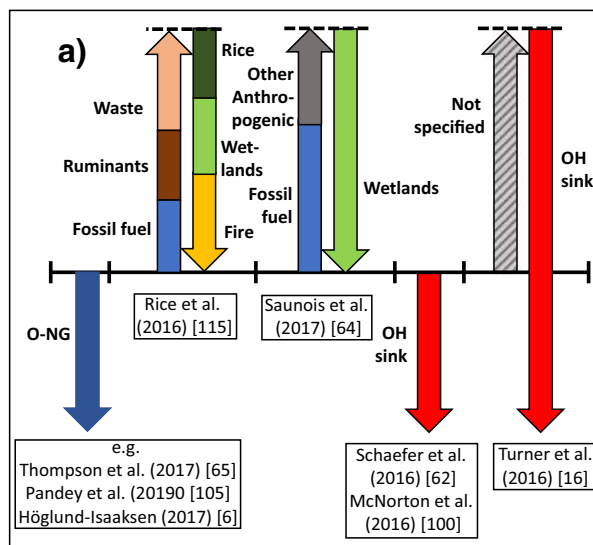 a)
Waste
Ruminants
Fossil fuel
Rice
Wet-
lands
Fire
Other
Anthro-
pogenic
Fossil
fuel
Wetlands
Not
specified
OH
sink
O-NG
Rice et al.
(2016) [115]
Saunois et al.
(2017) [64]
OH
sink
e.g.
Thompson et al. (2017) [65]
Pandey et al. (20190 [105]
Höglund-Isaaksen (2017) [6]
Schaefer et al.
(2016) [62]
McNorton et al.
(2016) [100]
Turner et al.
(2016) [16]